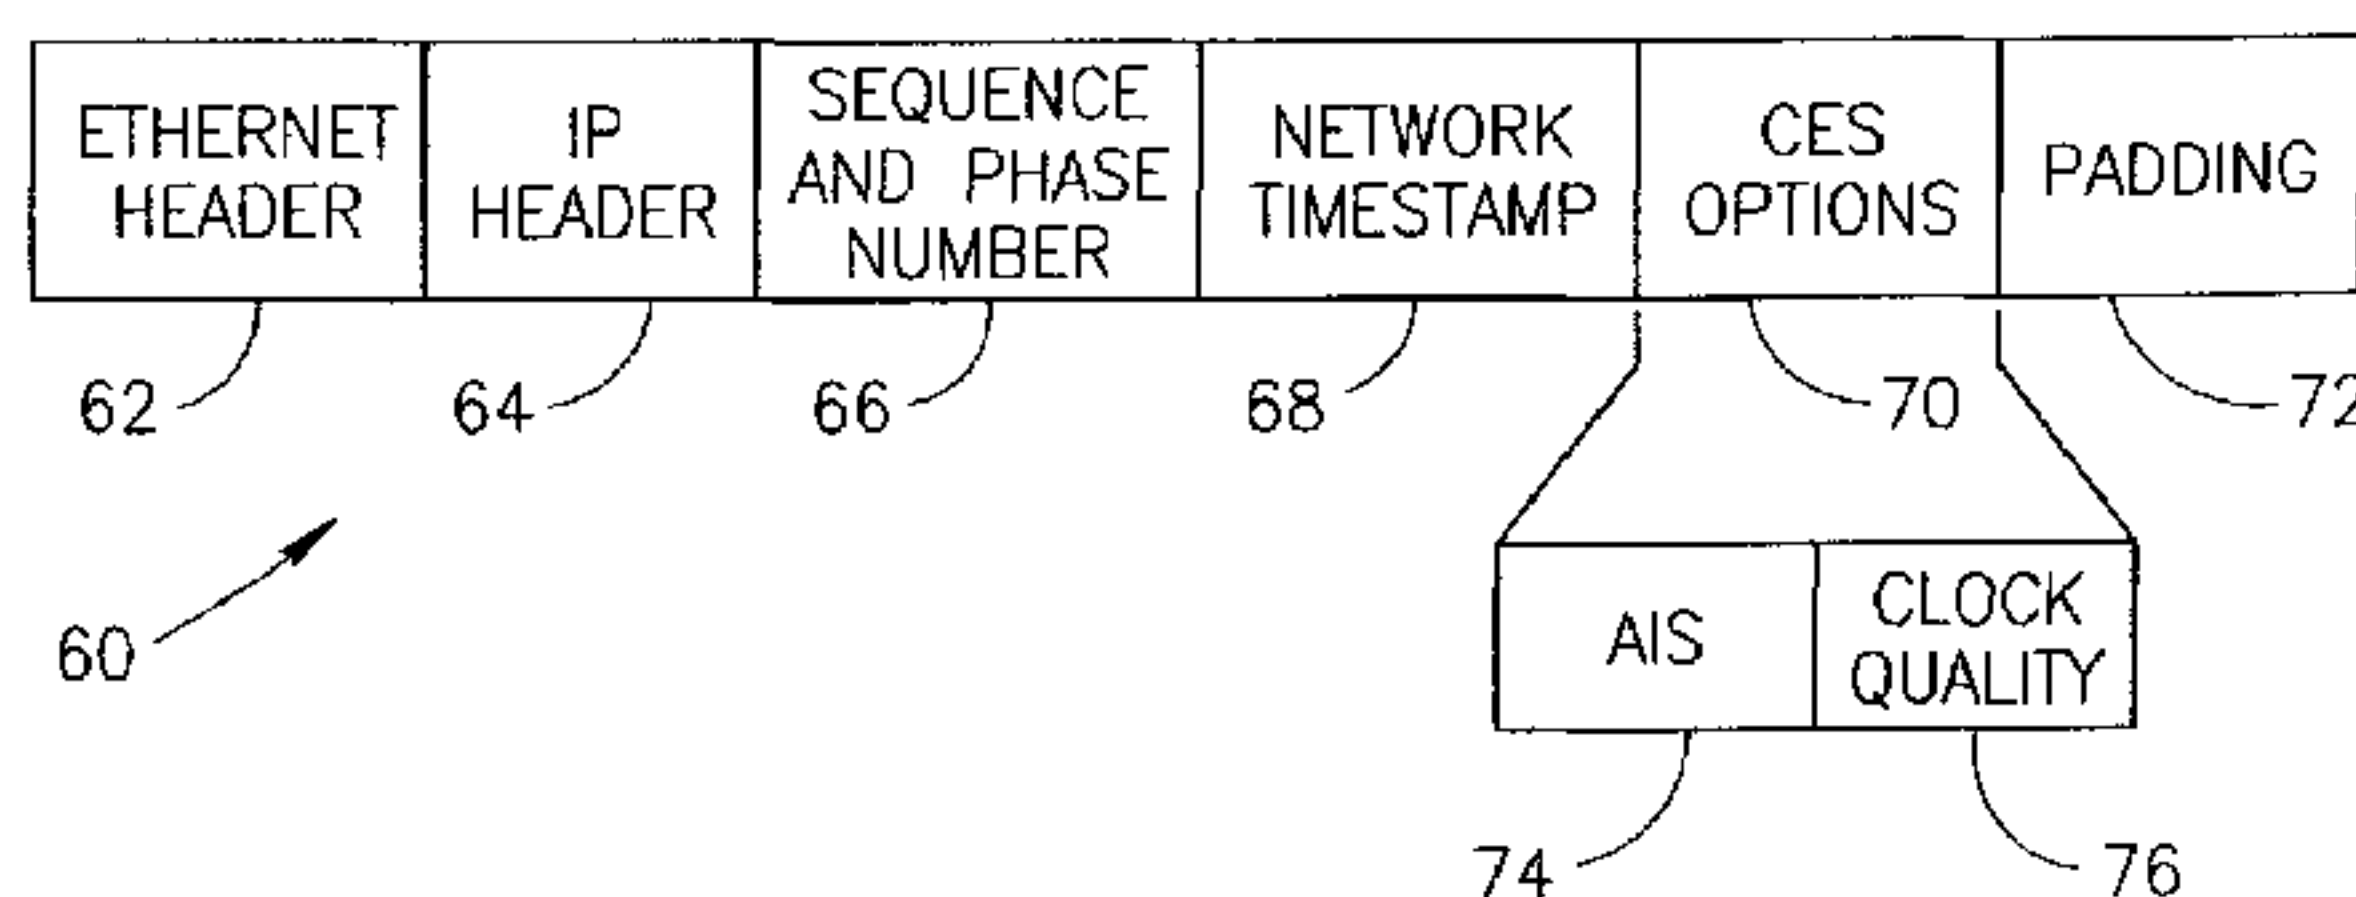 ETHERNET
HEADER
IP
HEADER
SEQUENCE
AND PHASE
NUMBER
NETWORK
TIMESTAMP
CES
OPTIONS
PADDING
62
64
66
68
70
72
60
AIS
CLOCK
QUALITY
74
76